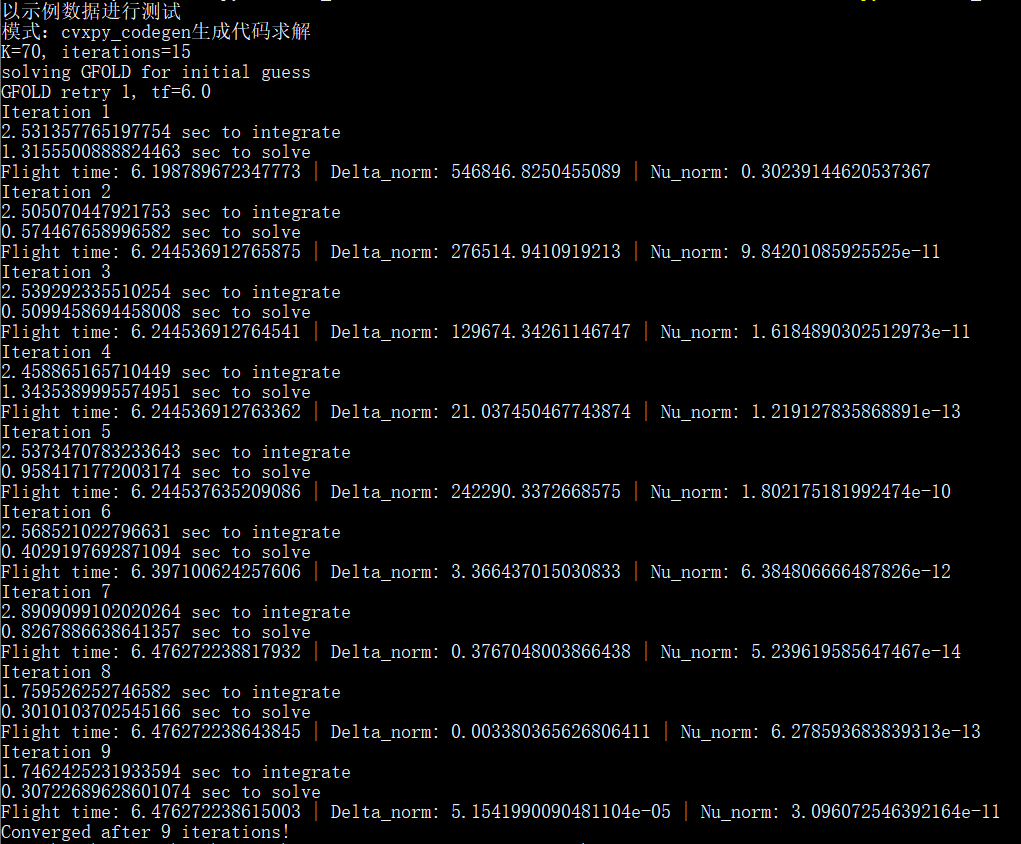 以示例数据进行测试
模式：cvxpy_codegen生成代码求解
K=70, iterations=15
solving GFOLD for initial guess
GFOLD retry 1, tf=6.0
Iteration 1
2.531357765197754 sec to integrate
1.3155500888824463 sec to solve
Flight time: 6.198789672347773 | Delta_norm: 546846.8250455089 | Nu_norm: 0.30239144620537367
Iteration 2
2.505070447921753 sec to integrate
0.574467658996582 sec to solve
Flight time: 6.244536912765875 | Delta_norm: 276514.9410919213 | Nu_norm: 9.84201085925525e-11
Iteration 3
2.539292335510254 sec to integrate
0.5099458694458008 sec to solve
Flight time: 6.244536912764541 | Delta_norm: 129674.34261146747 | Nu_norm: 1.6184890302512973e-11
Iteration 4
2.458865165710449 sec to integrate
1.3435389995574951 sec to solve
Flight time: 6.244536912763362 | Delta_norm: 21.037450467743874 | Nu_norm: 1.219127835868891e-13
Iteration 5
2.5373470783233643 sec to integrate
0.9584171772003174 sec to solve
Flight time: 6.244537635209086 | Delta_norm: 242290.3372668575 | Nu_norm: 1.802175181992474e-10
Iteration 6
2.568521022796631 sec to integrate
0.4029197692871094 sec to solve
Flight time: 6.397100624257606 | Delta_norm: 3.366437015030833 | Nu_norm: 6.384806666487826e-12
Iteration 7
2.8909099102020264 sec to integrate
0.8267886638641357 sec to solve
Flight time: 6.476272238817932 | Delta_norm: 0.3767048003866438 | Nu_norm: 5.239619585647467e-14
Iteration 8
1.759526252746582 sec to integrate
0.3010103702545166 sec to solve
Flight time: 6.476272238643845 | Delta_norm: 0.003380365626806411 | Nu_norm: 6.278593683839313e-13
Iteration 9
1.7462425231933594 sec to integrate
0.30722689628601074 sec to solve
Flight time: 6.476272238615003 | Delta_norm: 5.1541990090481104e-05 | Nu_norm: 3.096072546392164e-11
Converged after 9 iterations!